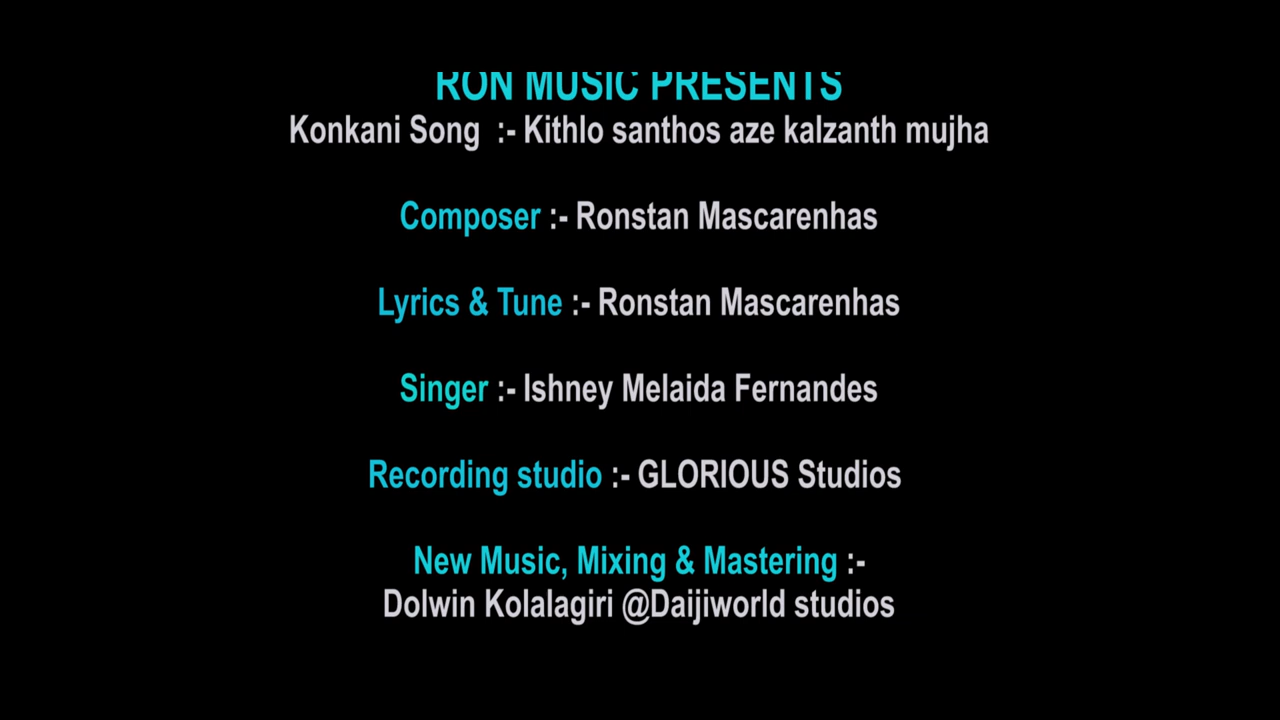 RON MUSIC PRESENTS
Konkani Song :- Kithlo santhos aze kalzanth mujha
Composer :- Ronstan Mascarenhas
Lyrics & Tune :- Ronstan Mascarenhas
Singer :- Ishney Melaida Fernandes
Recording studio :- GLORIOUS Studios
New Music, Mixing & Mastering :-
Dolwin Kolalagiri @Daijiworld studios